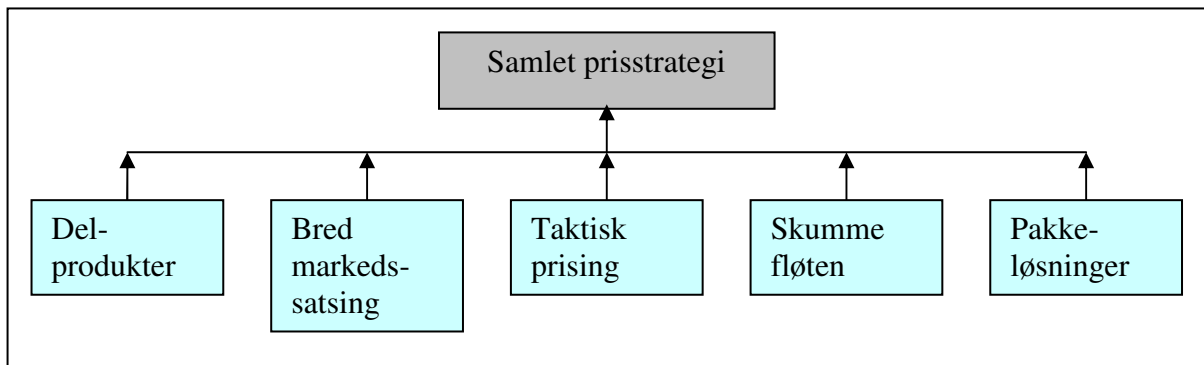 Samlet prisstrategi
Del-
produkter
Bred
markeds-
satsing
Taktisk
prising
Skumme
fløten
Pakke-
løsninger